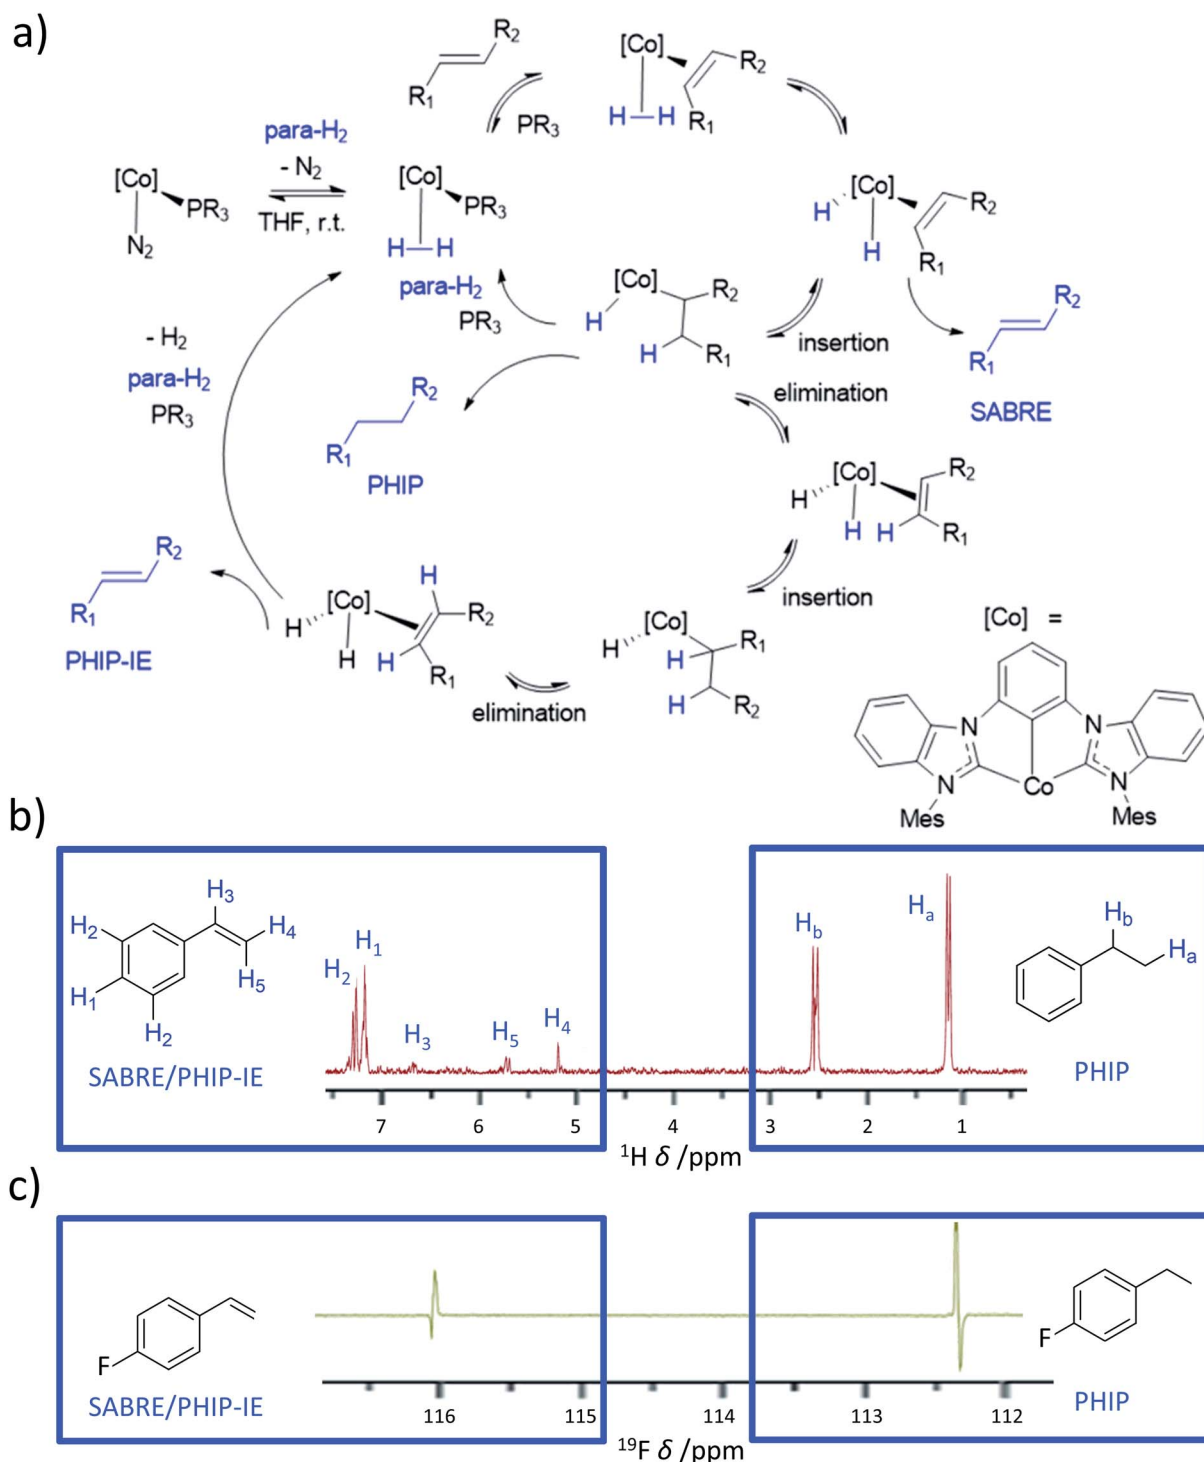 a)
R₂
R₁
PR₃
[Co]
R₂
H—H
R₁
para-H₂
- N₂
THF, r.t.
[Co]
PR₃
N₂
[Co]
PR₃
H—H
para-H₂
PR₃
[Co]
H
H
R₂
R₁
[Co]
R₂
H
H
R₁
insertion
elimination
R₂
R₁
SABRE
- H₂
para-H₂
PR₃
R₂
R₁
PHIP
[Co]
R₂
H
H
H
R₁
insertion
R₂
R₁
PHIP-IE
H
[Co]
R₂
H
H
H
R₁
elimination
[Co]
H
R₁
H
H
R₂
[Co] =
N
N
N
N
Co
Mes
Mes
b)
H₃
H₂
H₄
H₁
H₅
H₂
SABRE/PHIP-IE
H₂
H₁
H₃
H₅
H₄
H_b
H_a
H_b
H_a
PHIP
7 6 5 4 3 2 1
¹H δ /ppm
c)
F
SABRE/PHIP-IE
F
PHIP
116 115 114 113 112
¹⁹F δ /ppm